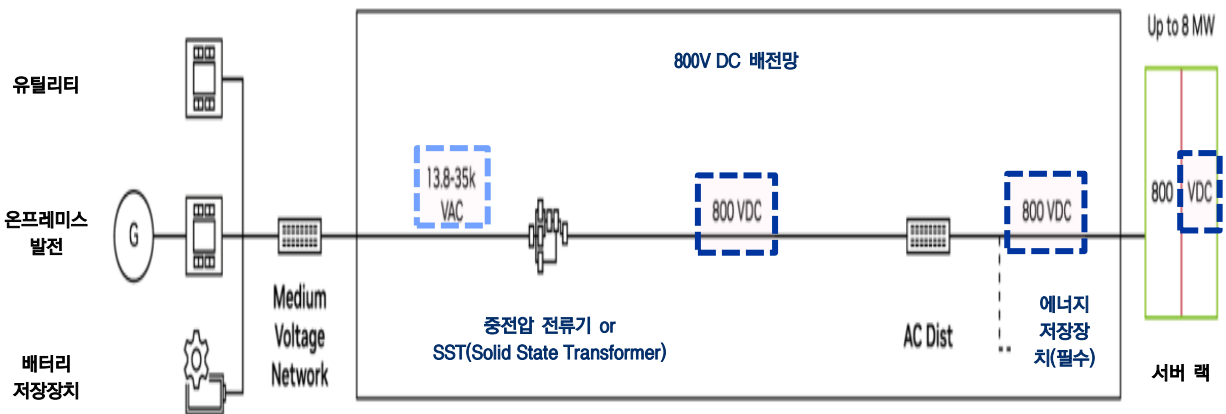 Up to 8 MW
800V DC 배전망
유틸리티
13.8-35k
VAC
800 VDC
800 VDC
800 VDC
온프레미스
발전
G
Medium
Voltage
Network
중전압 전류기 or
SST(Solid State Transformer)
AC Dist
에너지
저장장
치(필수)
배터리
저장장치
서버 랙